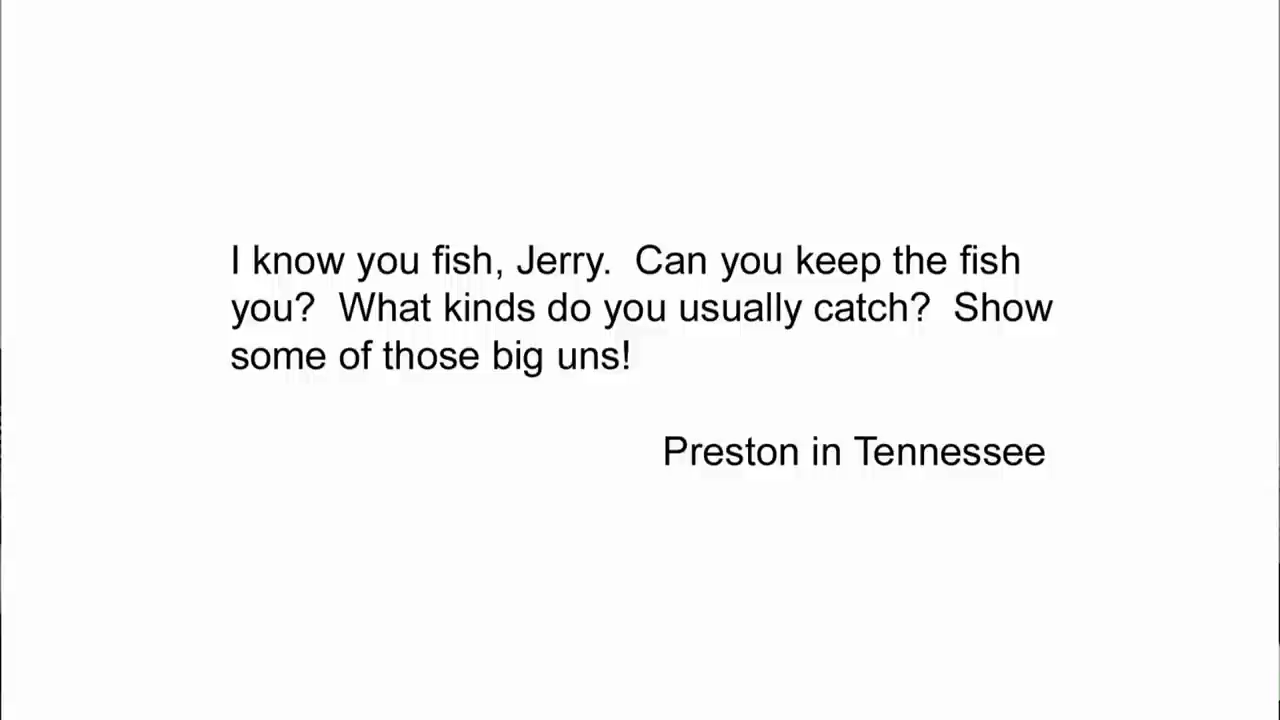 I know you fish, Jerry.  Can you keep the fish
you?  What kinds do you usually catch?  Show
some of those big uns!
Preston in Tennessee